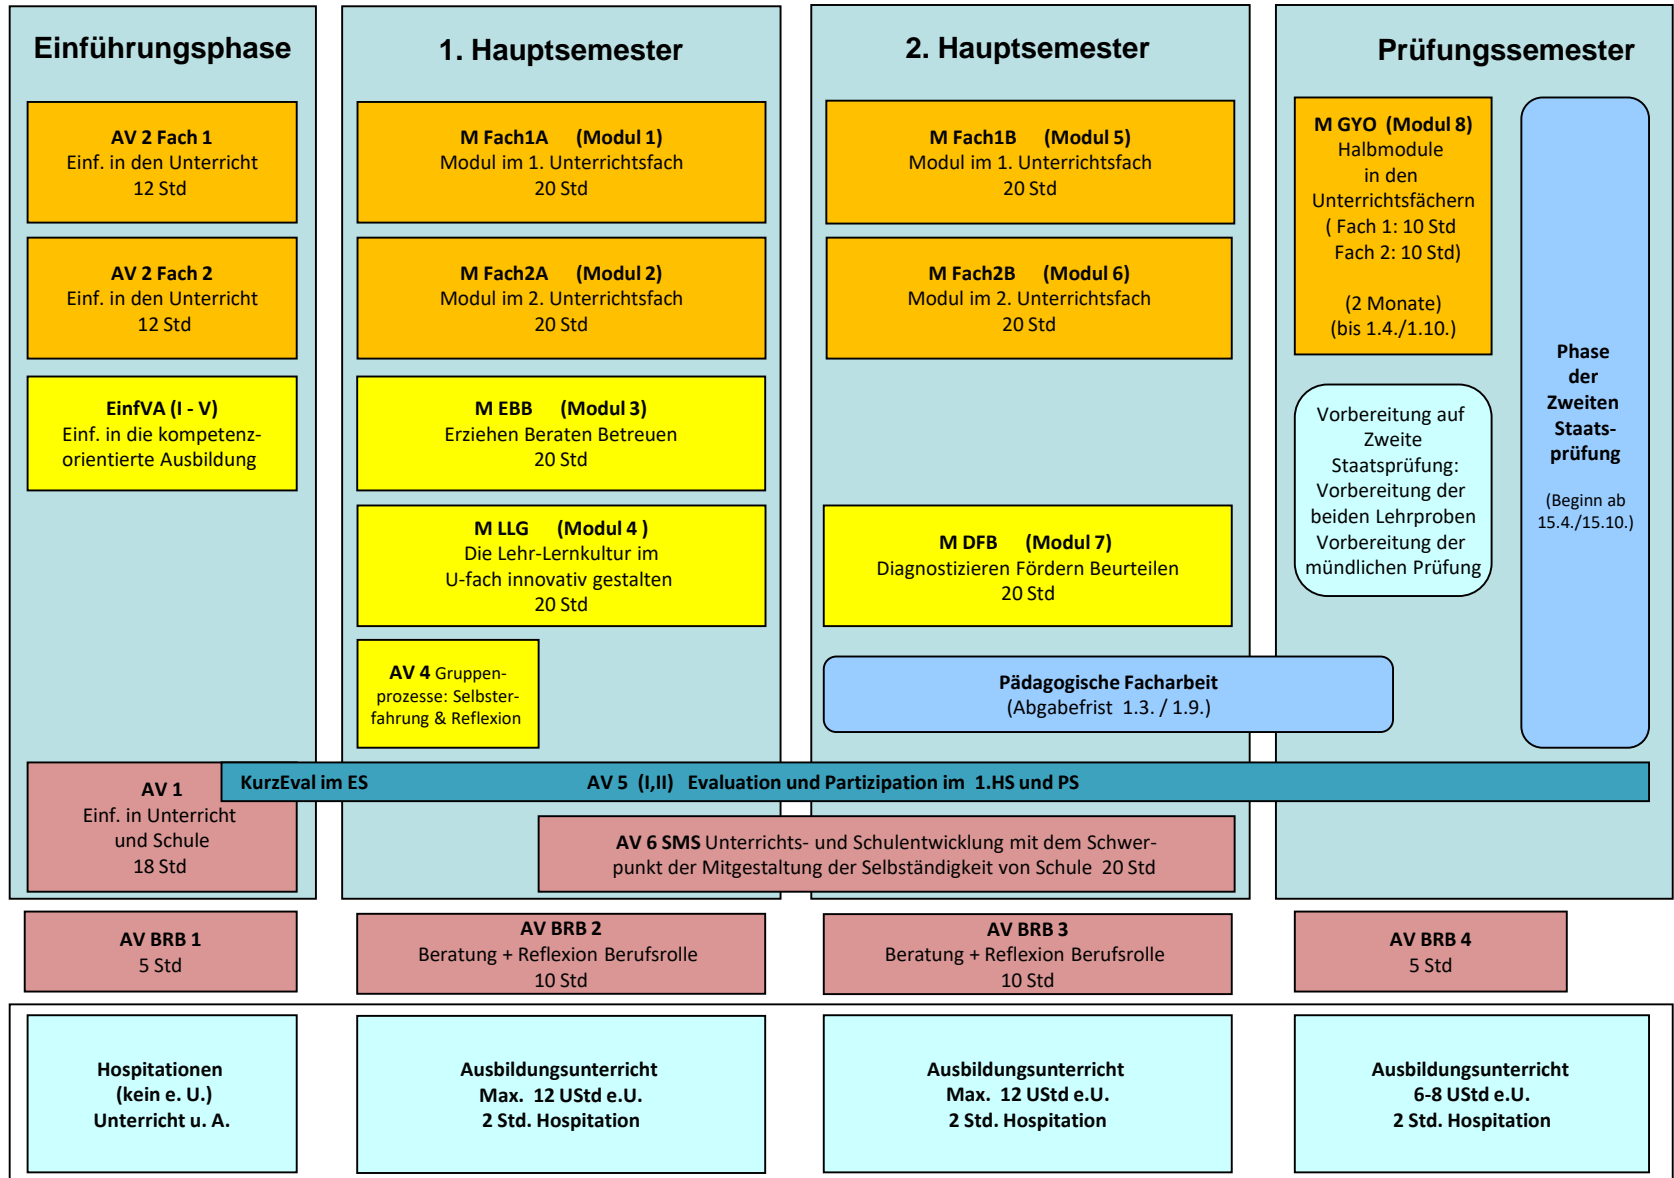 Einführungsphase
AV 2 Fach 1
Einf. in den Unterricht
12 Std
AV 2 Fach 2
Einf. in den Unterricht
12 Std
EinfVA (I - V)
Einf. in die kompetenz-
orientierte Ausbildung
AV 1
Einf. in Unterricht
und Schule
18 Std
AV BRB 1
5 Std
Hospitationen
(kein e. U.)
Unterricht u. A.
1. Hauptsemester
M Fach1A (Modul 1)
Modul im 1. Unterrichtsfach
20 Std
M Fach2A (Modul 2)
Modul im 2. Unterrichtsfach
20 Std
M EBB (Modul 3)
Erziehen Beraten Betreuen
20 Std
M LLG (Modul 4 )
Die Lehr-Lernkultur im
U-fach innovativ gestalten
20 Std
AV 4 Gruppen-
prozesse: Selbster-
fahrung & Reflexion
KurzEval im ES AV 5 (I,II) Evaluation und Partizipation im 1.HS und PS
AV 6 SMS Unterrichts- und Schulentwicklung mit dem Schwer-
punkt der Mitgestaltung der Selbständigkeit von Schule 20 Std
AV BRB 2
Beratung + Reflexion Berufsrolle
10 Std
Ausbildungsunterricht
Max. 12 UStd e.U.
2 Std. Hospitation
2. Hauptsemester
M Fach1B (Modul 5)
Modul im 1. Unterrichtsfach
20 Std
M Fach2B (Modul 6)
Modul im 2. Unterrichtsfach
20 Std
M DFB (Modul 7)
Diagnostizieren Fördern Beurteilen
20 Std
Pädagogische Facharbeit
(Abgabefrist 1.3. / 1.9.)
AV BRB 3
Beratung + Reflexion Berufsrolle
10 Std
Ausbildungsunterricht
Max. 12 UStd e.U.
2 Std. Hospitation
Prüfungssemester
M GYO (Modul 8)
Halbmodule
in den
Unterrichtsfächern
( Fach 1: 10 Std
Fach 2: 10 Std)
(2 Monate)
(bis 1.4./1.10.)
Vorbereitung auf
Zweite
Staatsprüfung:
Vorbereitung der
beiden Lehrproben
Vorbereitung der
mündlichen Prüfung
Phase
der
Zweiten
Staats-
prüfung
(Beginn ab
15.4./15.10.)
AV BRB 4
5 Std
Ausbildungsunterricht
6-8 UStd e.U.
2 Std. Hospitation